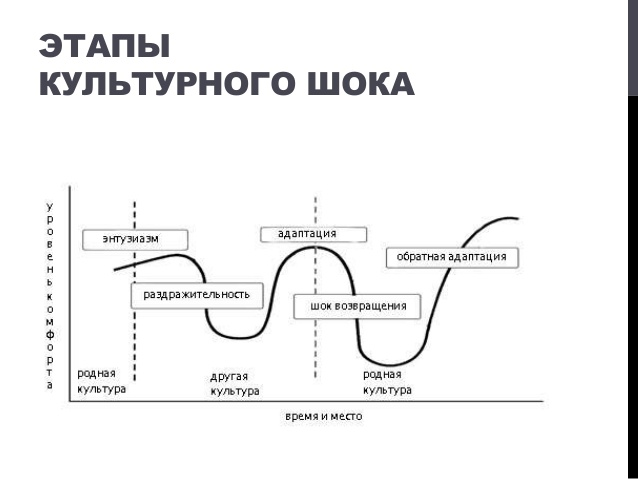 ЭТАПЫ
КУЛЬТУРНОГО ШОКА
уровень комфорта
энтузиазм
адаптация
обратная адаптация
раздражительность
шок возвращения
родная
культура
другая
культура
родная
культура
время и место